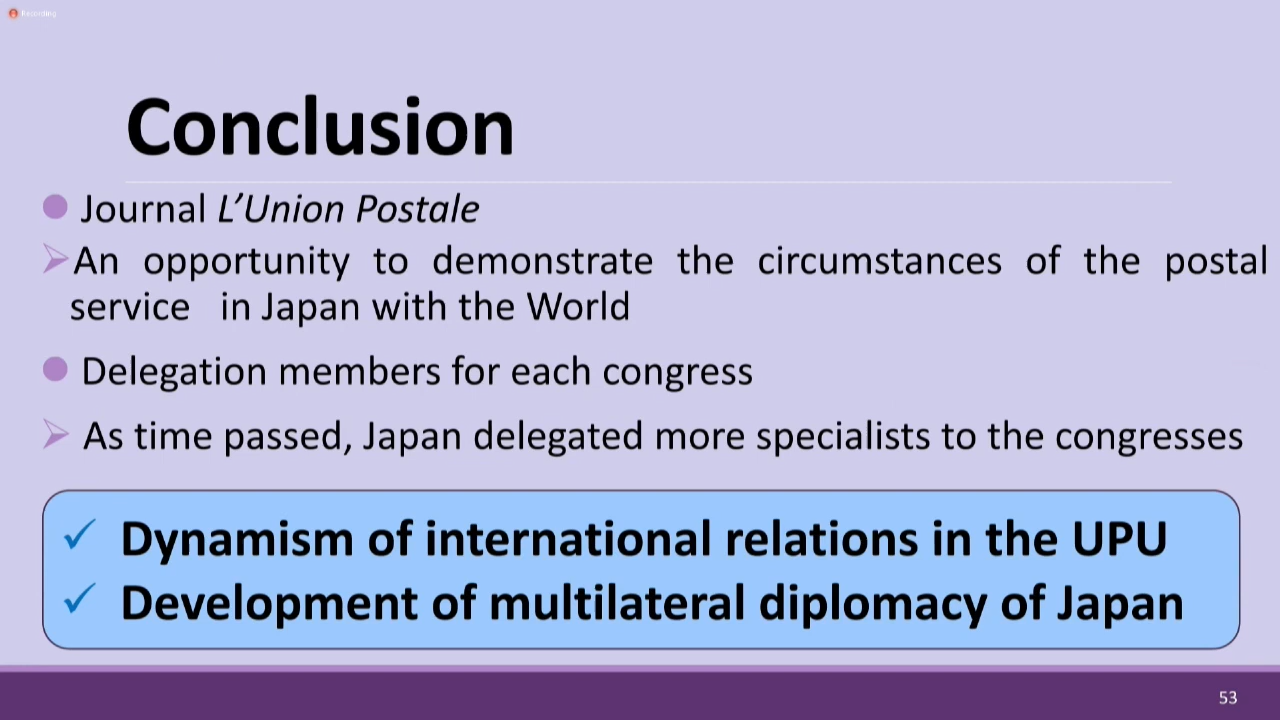 Recording
Conclusion
Journal L’Union Postale
An opportunity to demonstrate the circumstances of the postal
service in Japan with the World
Delegation members for each congress
As time passed, Japan delegated more specialists to the congresses
✓ Dynamism of international relations in the UPU
✓ Development of multilateral diplomacy of Japan
53